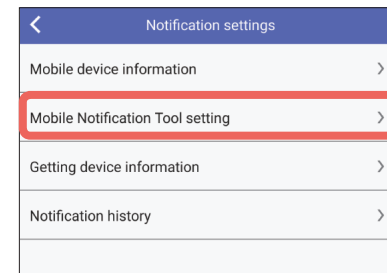 Notification settings
Mobile device information
Mobile Notification Tool setting
Getting device information
Notification history